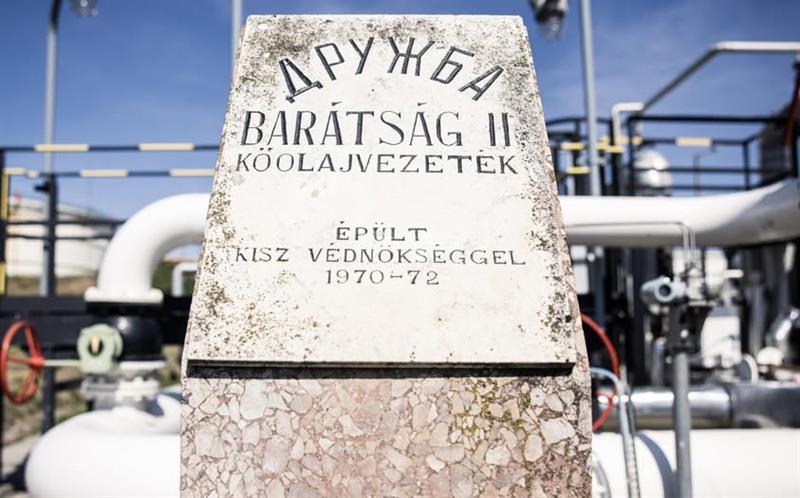 ДРУЖБА
BARÁTSÁG II
KŐOLAJVEZETÉK
ÉPÜLT
KISZ VÉDNÖKSÉGGEL
1970-72